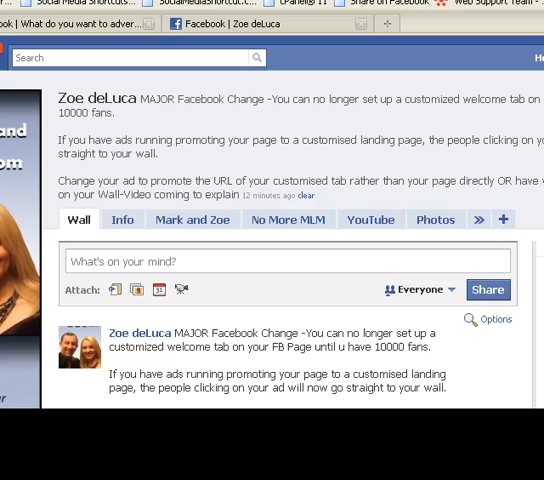 Social Media Shortcuts... SocialMediaShortcut.c... cPanel® 11 Share on Facebook Web Support Team -
ook | What do you want to adver... Facebook | Zoe deLuca
Search
Zoe deLuca MAJOR Facebook Change -You can no longer set up a customized welcome tab on
10000 fans.
If you have ads running promoting your page to a customised landing page, the people clicking on
straight to your wall.
Change your ad to promote the URL of your customised tab rather than your page directly OR have
on your Wall-Video coming to explain 12 minutes ago clear
and
om
Wall Info Mark and Zoe No More MLM YouTube Photos » +
What's on your mind?
Attach: 31 Everyone Share
Options
Zoe deLuca MAJOR Facebook Change -You can no longer set up a
customized welcome tab on your FB Page until u have 10000 fans.
If you have ads running promoting your page to a customised landing
page, the people clicking on your ad will now go straight to your wall.